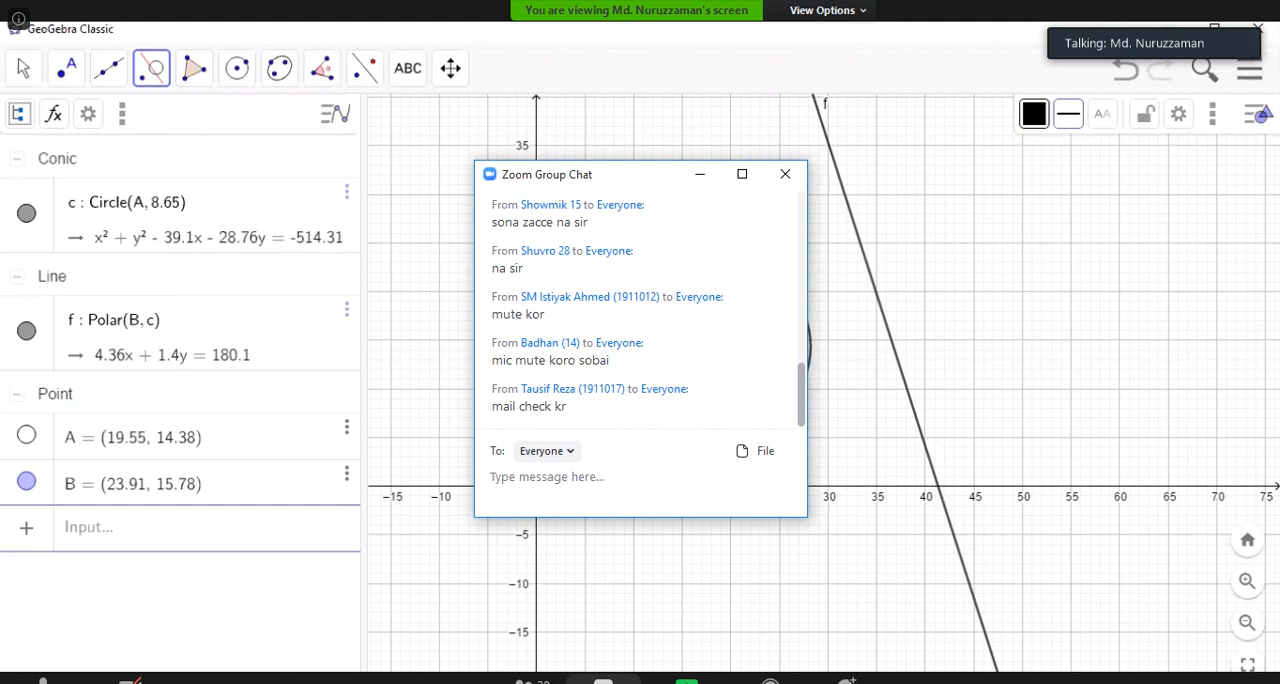 You are viewing Md. Nuruzzaman's screen
View Options
GeoGebra Classic
Talking: Md. Nuruzzaman
ABC
fx
AA
Conic
c : Circle(A, 8.65)
→ x² + y² - 39.1x - 28.76y = -514.31
Line
f : Polar(B, c)
→ 4.36x + 1.4y = 180.1
Point
A = (19.55, 14.38)
B = (23.91, 15.78)
+ Input...
f
35
Zoom Group Chat
From Showmik 15 to Everyone:
sona zacce na sir
From Shuvro 28 to Everyone:
na sir
From SM Istiyak Ahmed (1911012) to Everyone:
mute kor
From Badhan (14) to Everyone:
mic mute koro sobai
From Tausif Reza (1911017) to Everyone:
mail check kr
To: Everyone File
Type message here...
−15 −10 30 35 40 45 50 55 60 65 70 75
−5
−10
−15